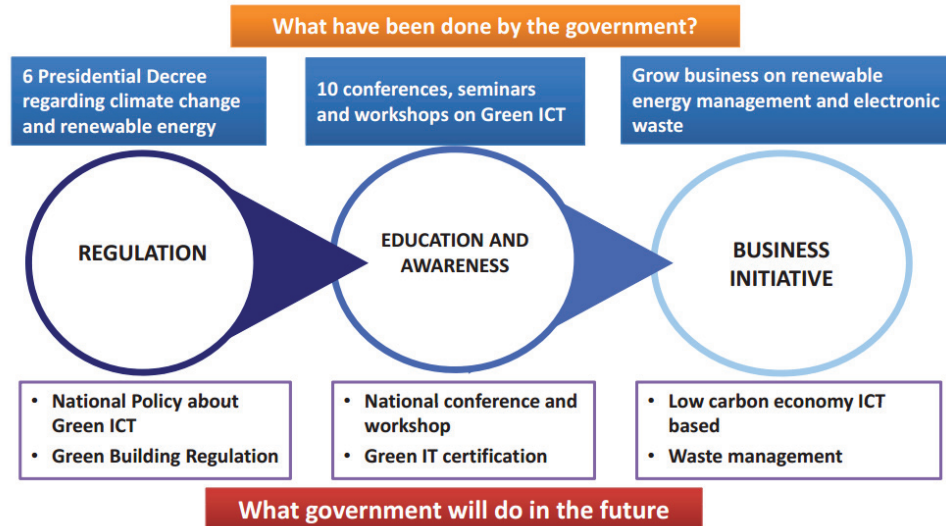 What have been done by the government?
6 Presidential Decree
regarding climate change
and renewable energy
10 conferences, seminars
and workshops on Green ICT
Grow business on renewable
energy management and electronic
waste
REGULATION
EDUCATION AND
AWARENESS
BUSINESS
INITIATIVE
• National Policy about
Green ICT
• Green Building Regulation
• National conference and
workshop
• Green IT certification
• Low carbon economy ICT
based
• Waste management
What government will do in the future